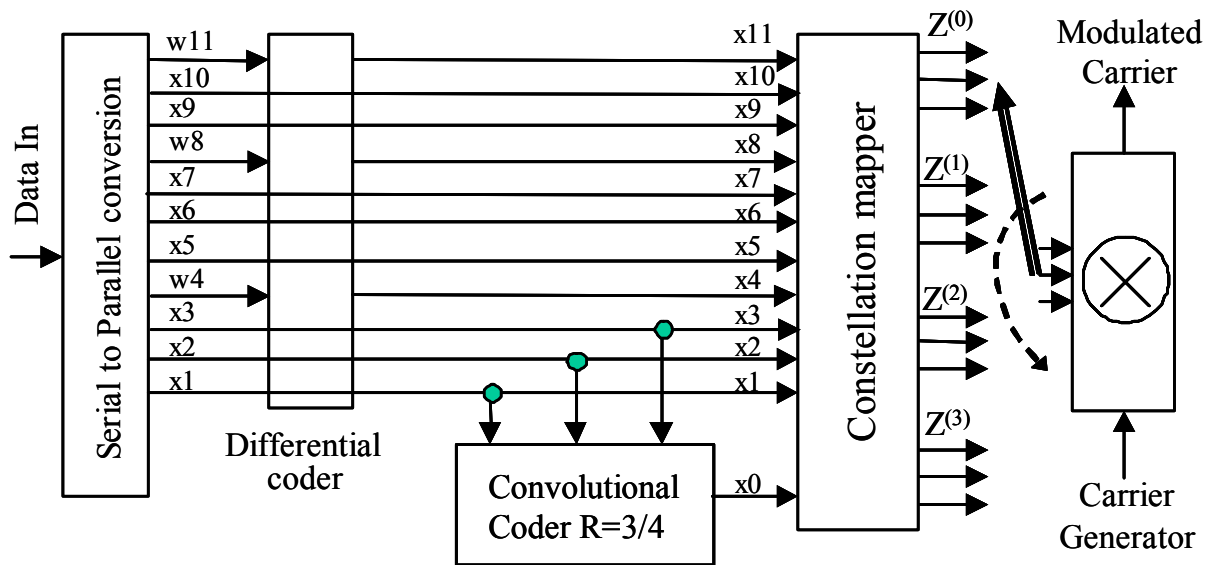 Data In
Serial to Parallel conversion
w11
x10
x9
w8
x7
x6
x5
w4
x3
x2
x1
Differential
coder
x11
x10
x9
x8
x7
x6
x5
x4
x3
x2
x1
x0
Convolutional
Coder R=3/4
Constellation mapper
Z(0)
Z(1)
Z(2)
Z(3)
Modulated
Carrier
Carrier
Generator